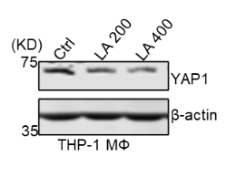 (KD)
Ctrl
LA 200
LA 400
75
YAP1
β-actin
35
THP-1 MΦ